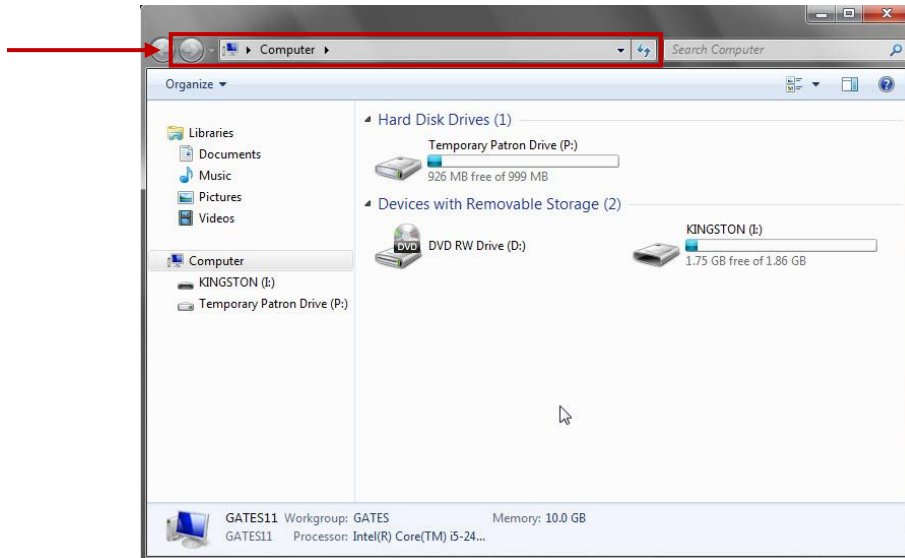 Computer
Search Computer
Organize
Libraries
Documents
Music
Pictures
Videos
Computer
KINGSTON (I:)
Temporary Patron Drive (P:)
Hard Disk Drives (1)
Temporary Patron Drive (P:)
926 MB free of 999 MB
Devices with Removable Storage (2)
DVD
DVD RW Drive (D:)
KINGSTON (I:)
1.75 GB free of 1.86 GB
GATES11 Workgroup: GATES Memory: 10.0 GB
GATES11 Processor: Intel(R) Core(TM) i5-24...